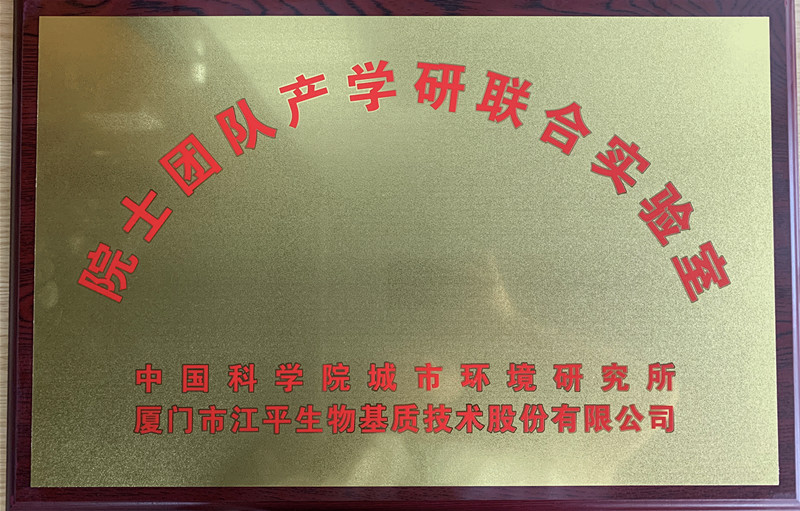 院士团队产学研联合实验室
中国科学院城市环境研究所
厦门市江平生物基质技术股份有限公司